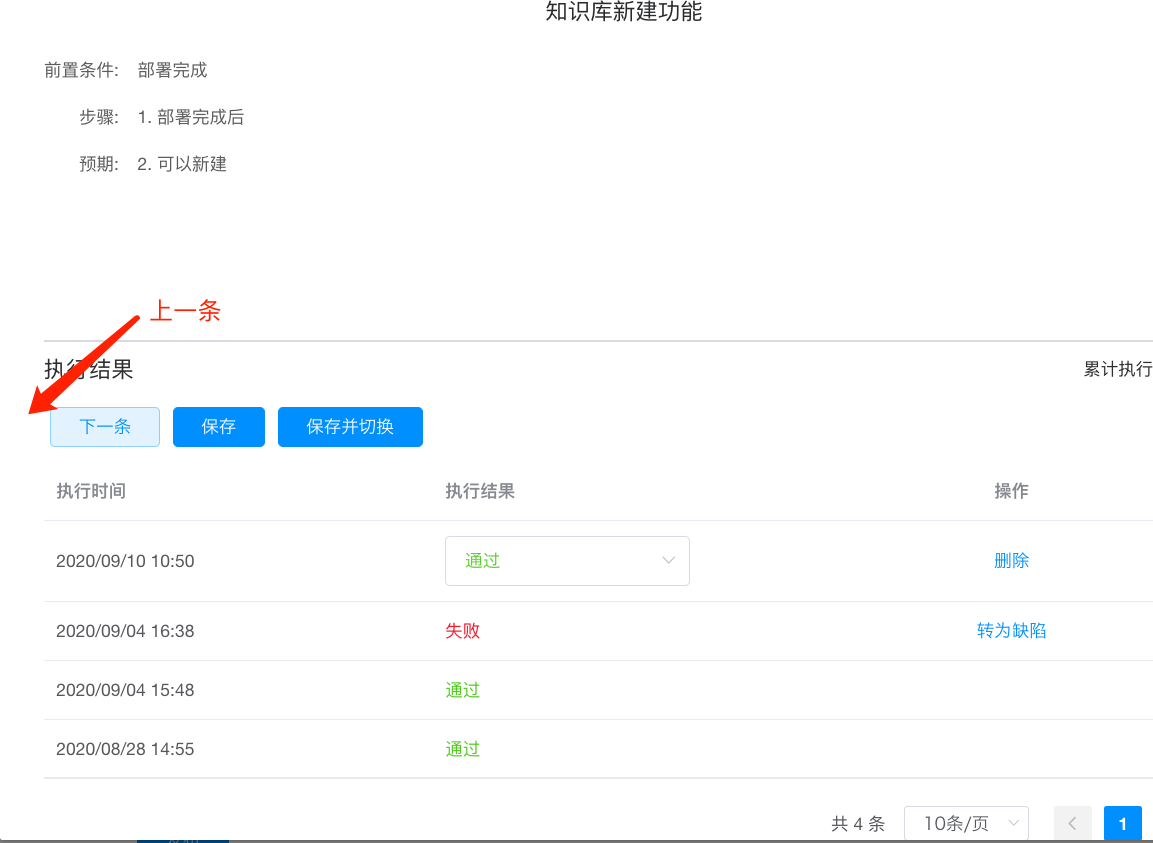 知识库新建功能
前置条件: 部署完成
步骤: 1. 部署完成后
预期: 2. 可以新建
上一条
执行结果 累计执行
下一条 保存 保存并切换
执行时间 执行结果 操作
2020/09/10 10:50 通过 删除
2020/09/04 16:38 失败 转为缺陷
2020/09/04 15:48 通过
2020/08/28 14:55 通过
共 4 条 10条/页 1